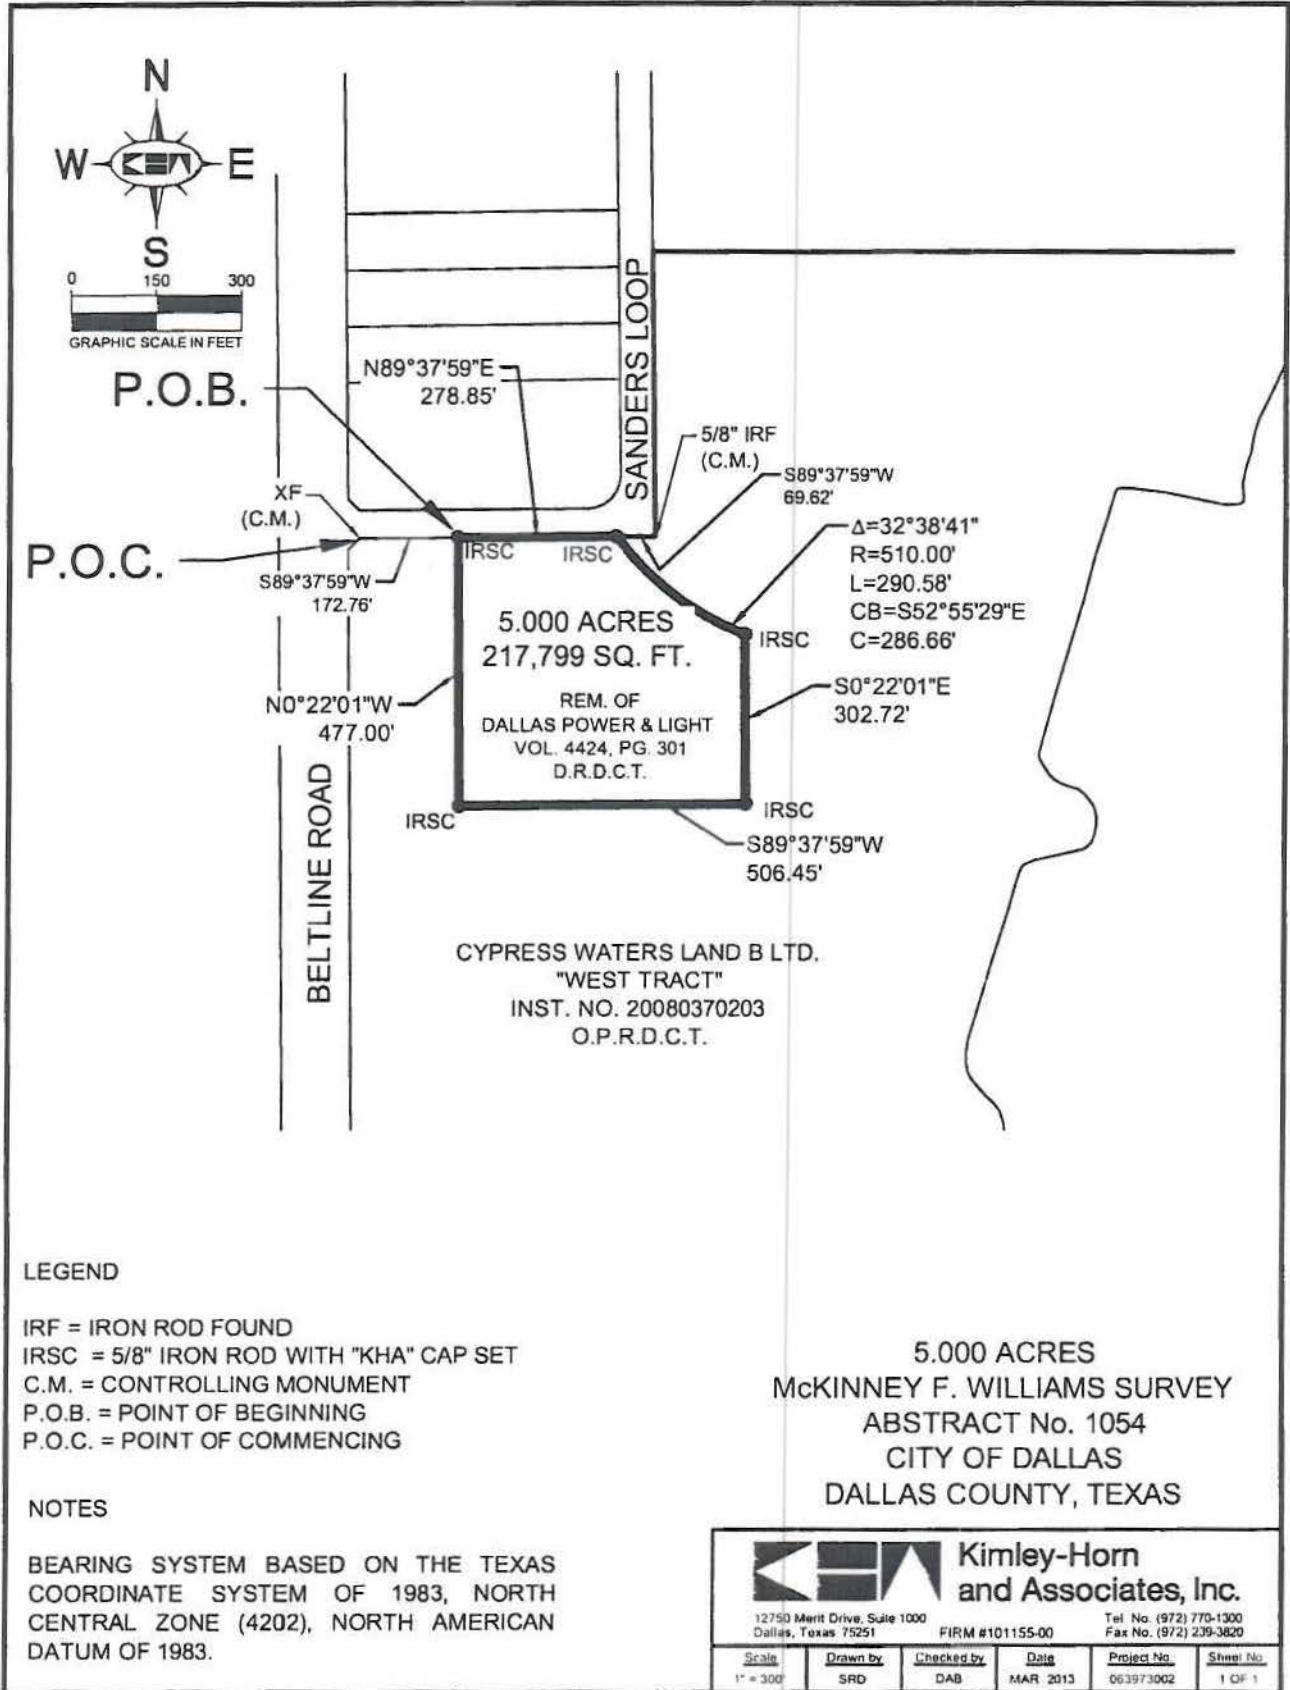 N
W E
S
0 150 300
GRAPHIC SCALE IN FEET
P.O.B.
N89°37'59"E
278.85'
SANDERS LOOP
5/8" IRF
(C.M.)
S89°37'59"W
69.62'
XF
(C.M.)
P.O.C.
IRSC
IRSC
Δ=32°38'41"
R=510.00'
L=290.58'
CB=S52°55'29"E
C=286.66'
S89°37'59"W
172.76'
5.000 ACRES
217,799 SQ. FT.
IRSC
N0°22'01"W
477.00'
REM. OF
DALLAS POWER & LIGHT
VOL. 4424, PG. 301
D.R.D.C.T.
S0°22'01"E
302.72'
BELTLINE ROAD
IRSC
IRSC
S89°37'59"W
506.45'
CYPRESS WATERS LAND B LTD.
"WEST TRACT"
INST. NO. 20080370203
O.P.R.D.C.T.
LEGEND
IRF = IRON ROD FOUND
IRSC = 5/8" IRON ROD WITH "KHA" CAP SET
C.M. = CONTROLLING MONUMENT
P.O.B. = POINT OF BEGINNING
P.O.C. = POINT OF COMMENCING
NOTES
BEARING SYSTEM BASED ON THE TEXAS
COORDINATE SYSTEM OF 1983, NORTH
CENTRAL ZONE (4202), NORTH AMERICAN
DATUM OF 1983.
5.000 ACRES
McKINNEY F. WILLIAMS SURVEY
ABSTRACT No. 1054
CITY OF DALLAS
DALLAS COUNTY, TEXAS
Kimley-Horn
and Associates, Inc.
12750 Merit Drive, Suite 1000
Dallas, Texas 75251
FIRM #101155-00
Tel. No. (972) 770-1300
Fax No. (972) 239-3820
Scale Drawn by Checked by Date Project No. Sheet No.
1" = 300' SRD DAB MAR 2013 063973002 1 OF 1